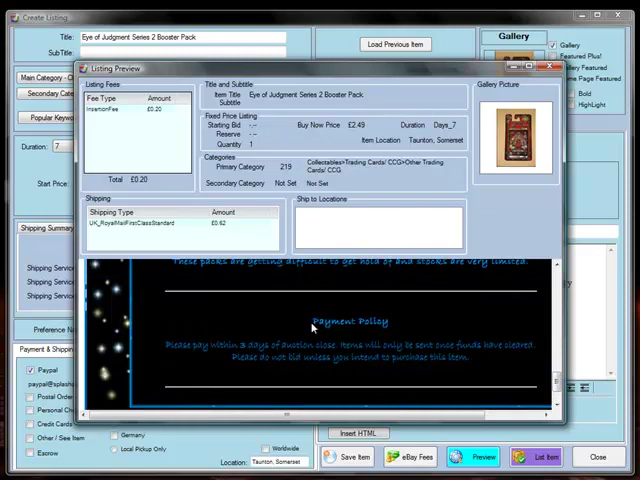 Create Listing
Title: Eye of Judgment Series 2 Booster Pack
SubTitle:
Load Previous Item
Gallery
Gallery
Featured Plus!
Gallery Featured
Home Page Featured
Bold
HighLight
Main Category - C
Secondary Cate
Popular Keywo
Duration: 7
Start Price:
Shipping Summary
Shipping Service
Shipping Service
Shipping Service
Preference N
Payment & Shippin
Paypal
paypal@splash
Postal Order
Personal Che
Credit Cards
Other / See Item
Escrow
Germany
Local Pickup Only
Worldwide
Location: Taunton, Somerset
Listing Preview
Listing Fees
Fee Type Amount
InsertionFee £0.20
Total £0.20
Title and Subtitle
Item Title Eye of Judgment Series 2 Booster Pack
Subtitle
Fixed Price Listing
Starting Bid -.-- Buy Now Price £2.49 Duration Days_7
Reserve -.--
Quantity 1
Item Location Taunton, Somerset
Categories
Primary Category 219 Collectables>Trading Cards/ CCG>Other Trading
Cards/ CCG
Secondary Category Not Set Not Set
Gallery Picture
Shipping
Shipping Type Amount
UK_RoyalMailFirstClassStandard £0.62
Ship to Locations
These packs are getting difficult to get hold of and stocks are very limited.
Payment Policy
Please pay within 3 days of auction close. Items will only be sent once funds have cleared.
Please do not bid unless you intend to purchase this item.
Insert HTML
Save Item
eBay Fees
Preview
List Item
Close